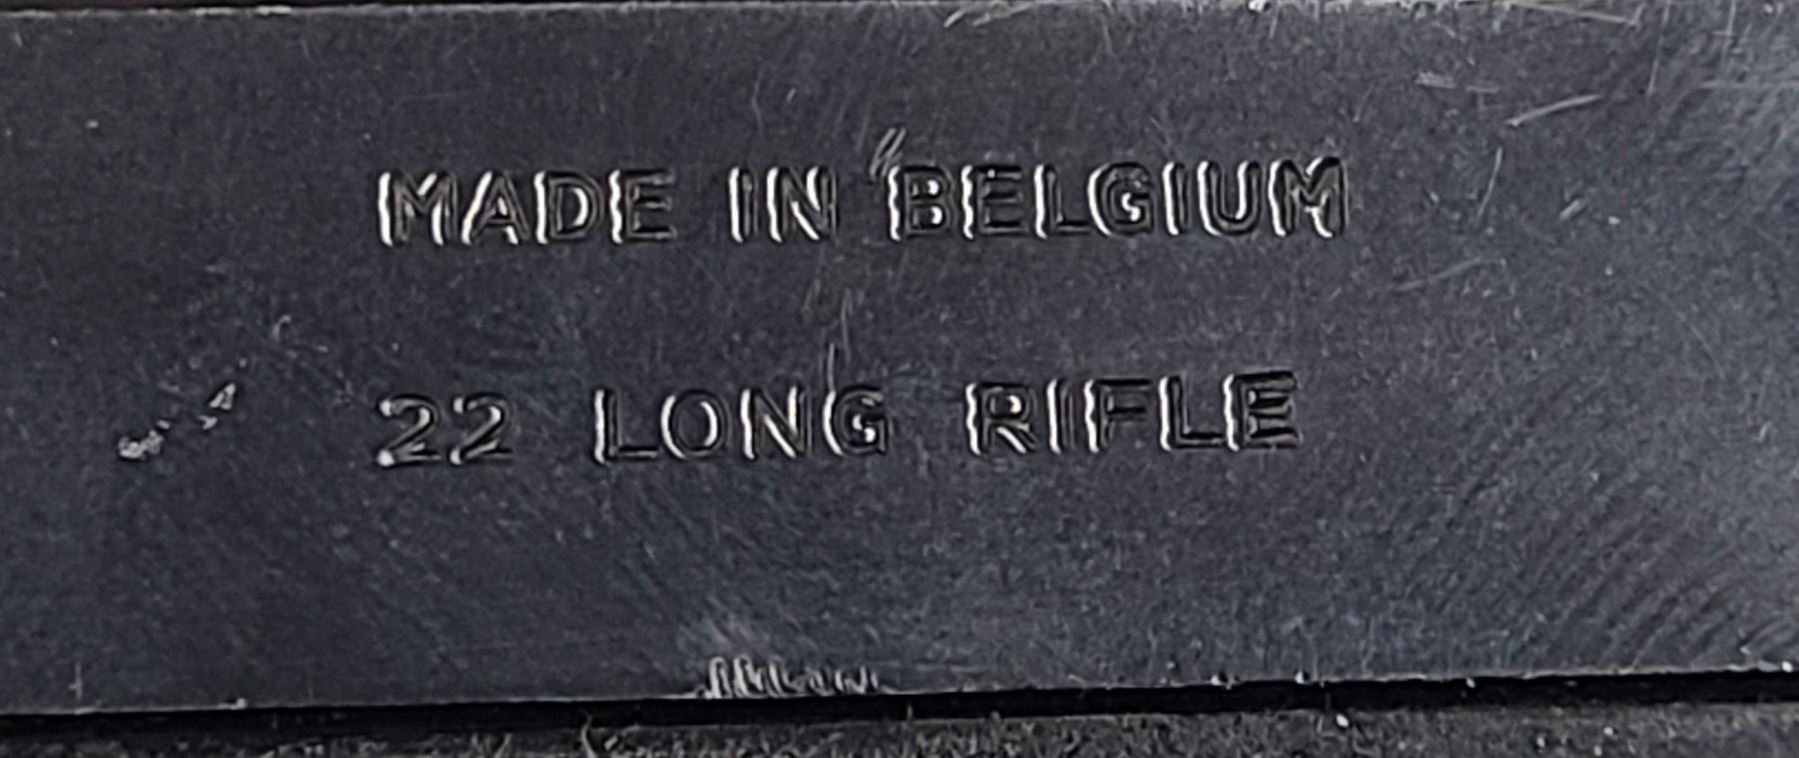 MADE IN BELGIUM
22 LONG RIFLE